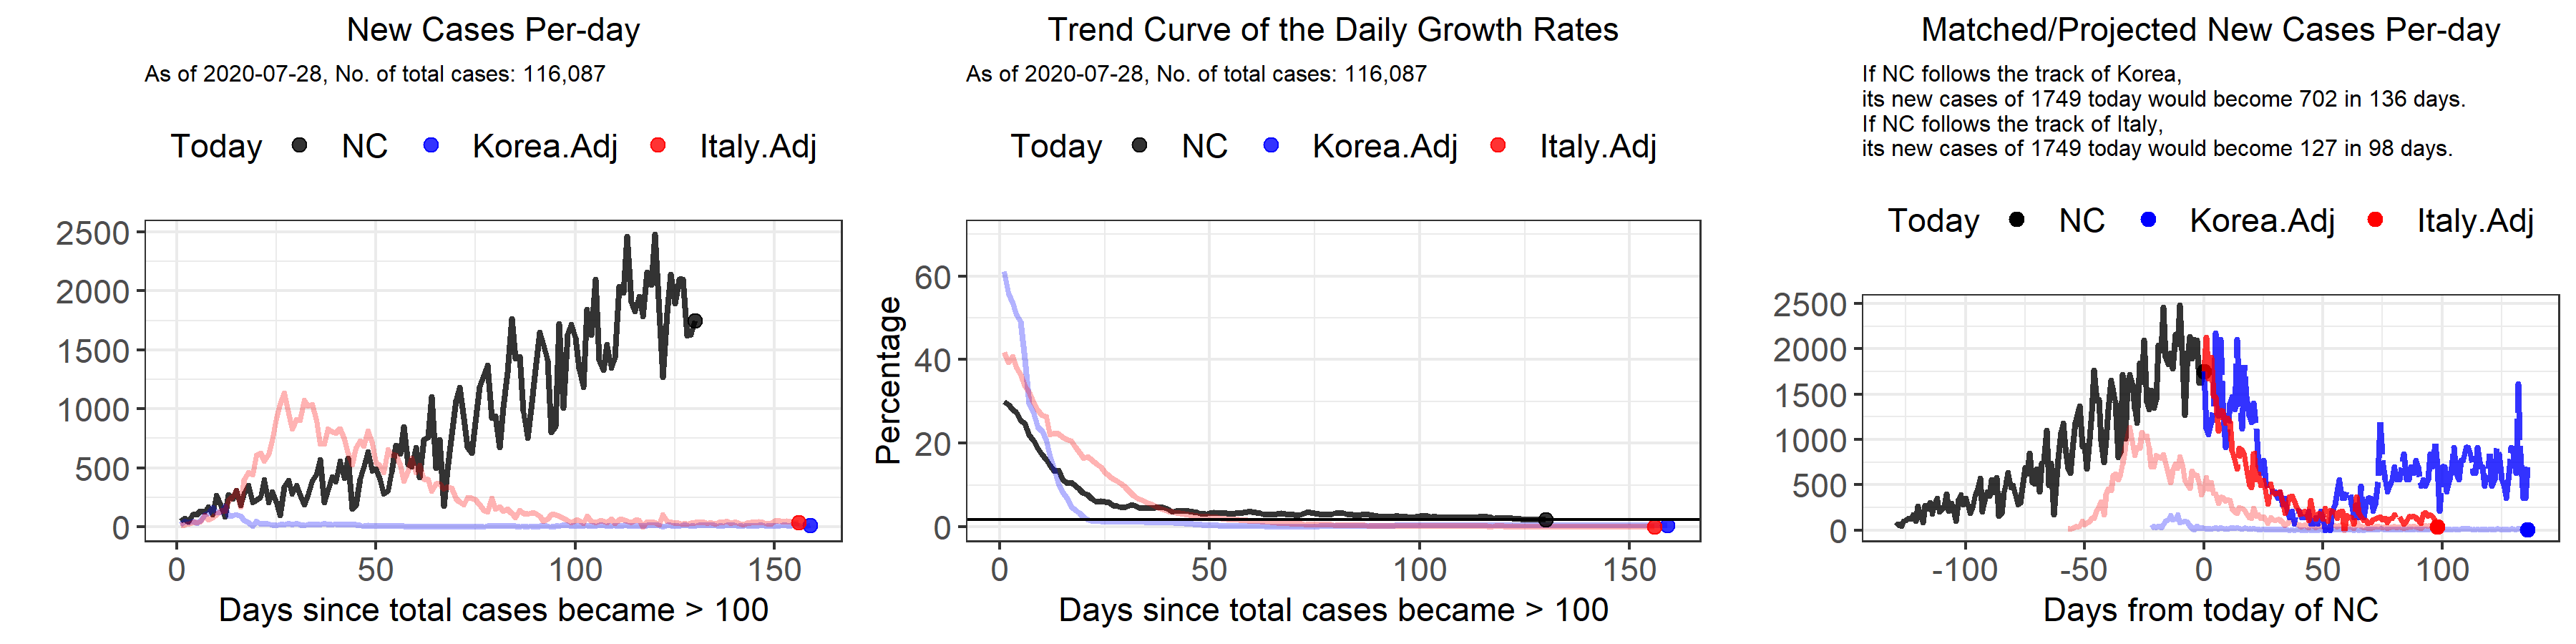 New Cases Per-day
As of 2020-07-28, No. of total cases: 116,087
Today NC Korea.Adj Italy.Adj
2500
2000
1500
1000
500
0
0 50 100 150
Days since total cases became > 100
Trend Curve of the Daily Growth Rates
As of 2020-07-28, No. of total cases: 116,087
Today NC Korea.Adj Italy.Adj
Percentage
60
40
20
0
0 50 100 150
Days since total cases became > 100
Matched/Projected New Cases Per-day
If NC follows the track of Korea,
its new cases of 1749 today would become 702 in 136 days.
If NC follows the track of Italy,
its new cases of 1749 today would become 127 in 98 days.
Today NC Korea.Adj Italy.Adj
2500
2000
1500
1000
500
0
-100 -50 0 50 100
Days from today of NC